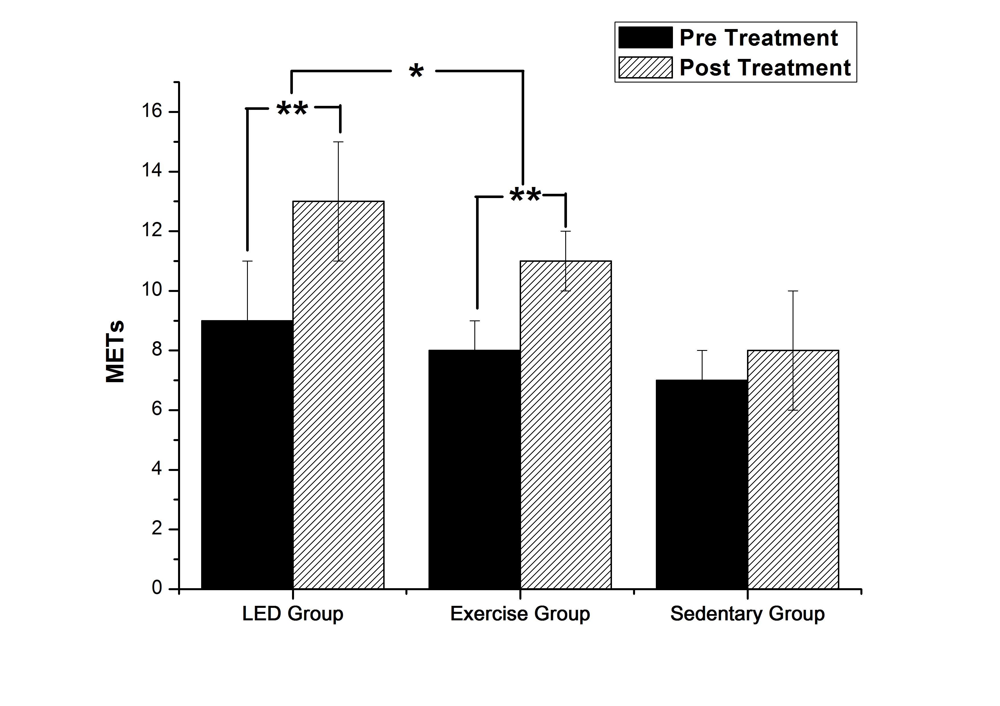 Pre Treatment
Post Treatment
*
**
**
16
14
12
10
8
6
4
2
0
METs
LED Group
Exercise Group
Sedentary Group